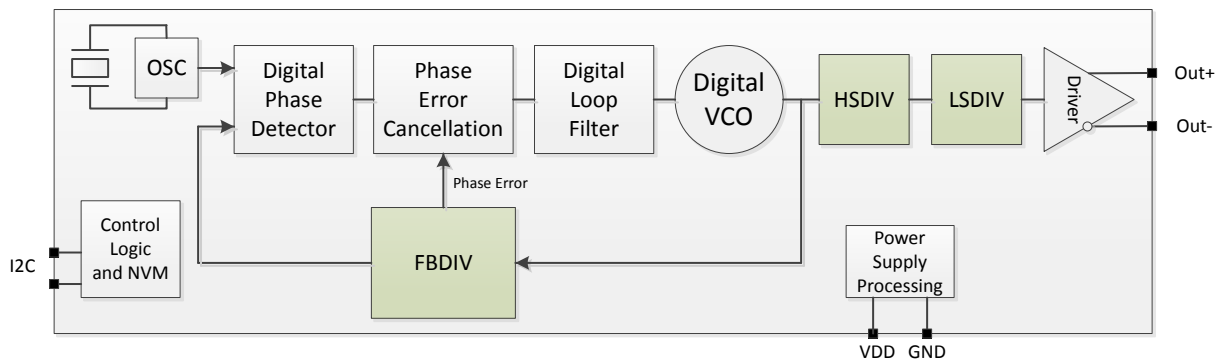 OSC
Digital
Phase
Detector
Phase
Error
Cancellation
Digital
Loop
Filter
Digital
VCO
HSDIV
LSDIV
Driver
Out+
Out-
Phase Error
FBDIV
Control
Logic
and NVM
I2C
Power
Supply
Processing
VDD
GND